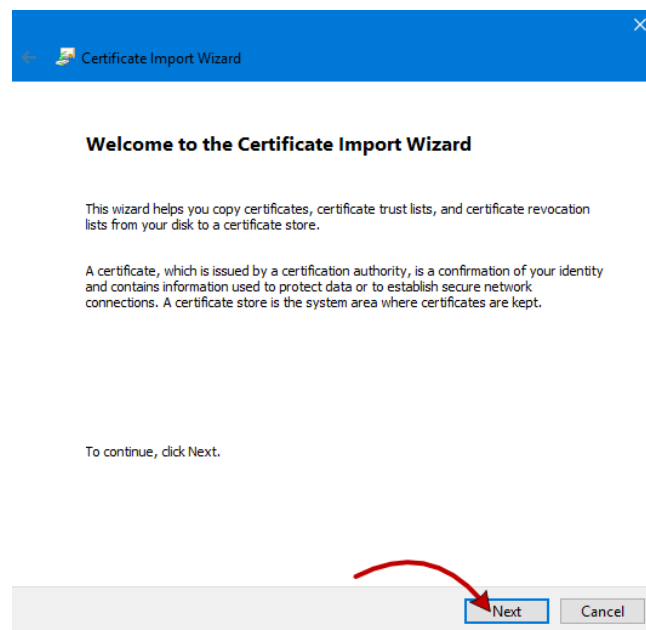 Certificate Import Wizard
Welcome to the Certificate Import Wizard
This wizard helps you copy certificates, certificate trust lists, and certificate revocation
lists from your disk to a certificate store.
A certificate, which is issued by a certification authority, is a confirmation of your identity
and contains information used to protect data or to establish secure network
connections. A certificate store is the system area where certificates are kept.
To continue, click Next.
Next Cancel